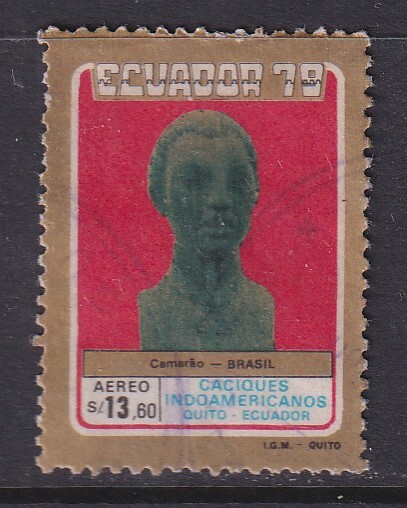 ECUADOR 78
Camarão — BRASIL
AEREO
S/.13,60
CACIQUES
INDOAMERICANOS
QUITO - ECUADOR
I.G.M. - QUITO